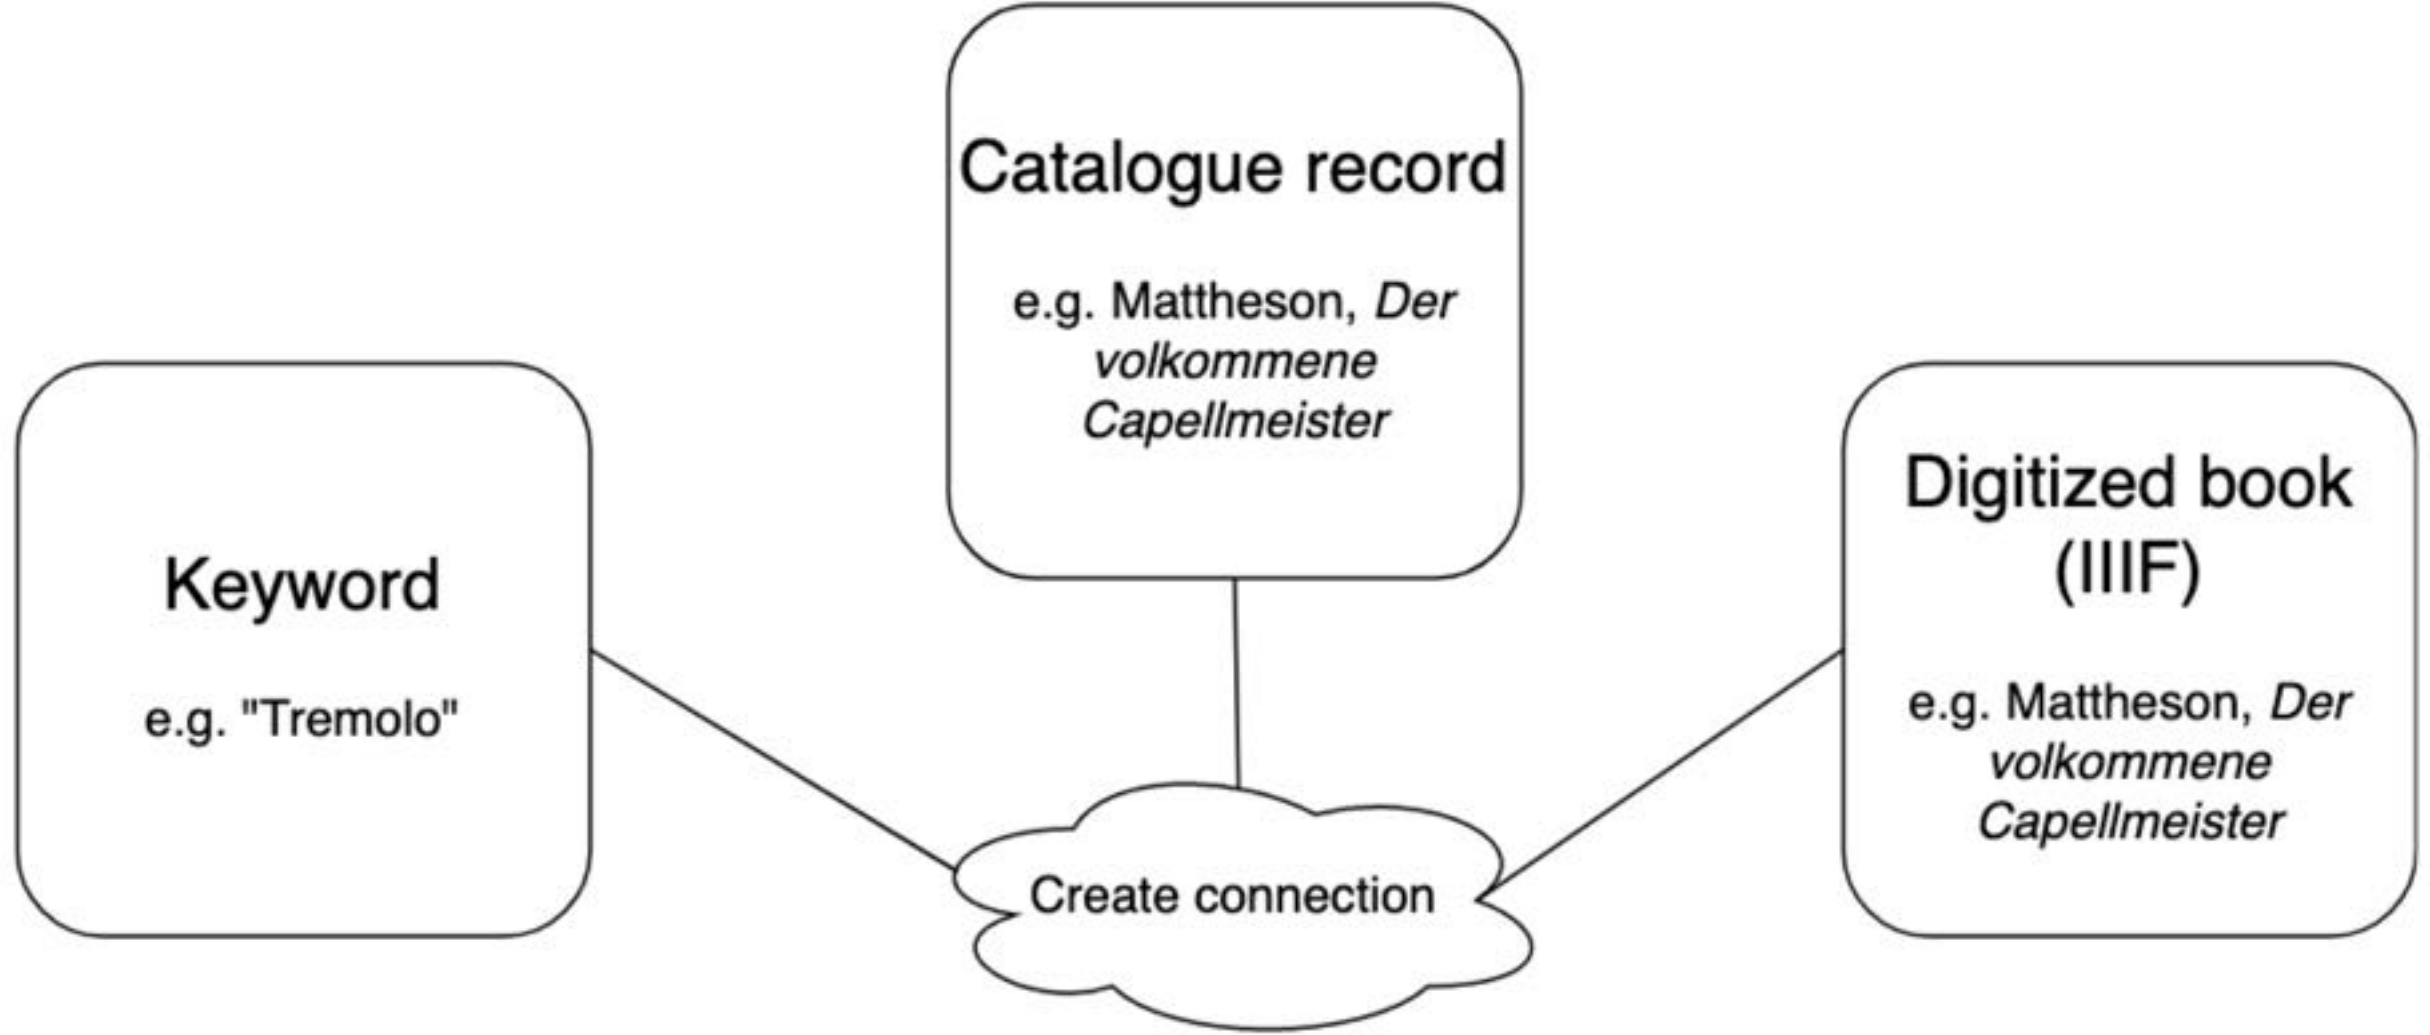 Catalogue record
e.g. Mattheson, Der
volkommene
Capellmeister
Keyword
e.g. "Tremolo"
Digitized book
(IIIF)
e.g. Mattheson, Der
volkommene
Capellmeister
Create connection